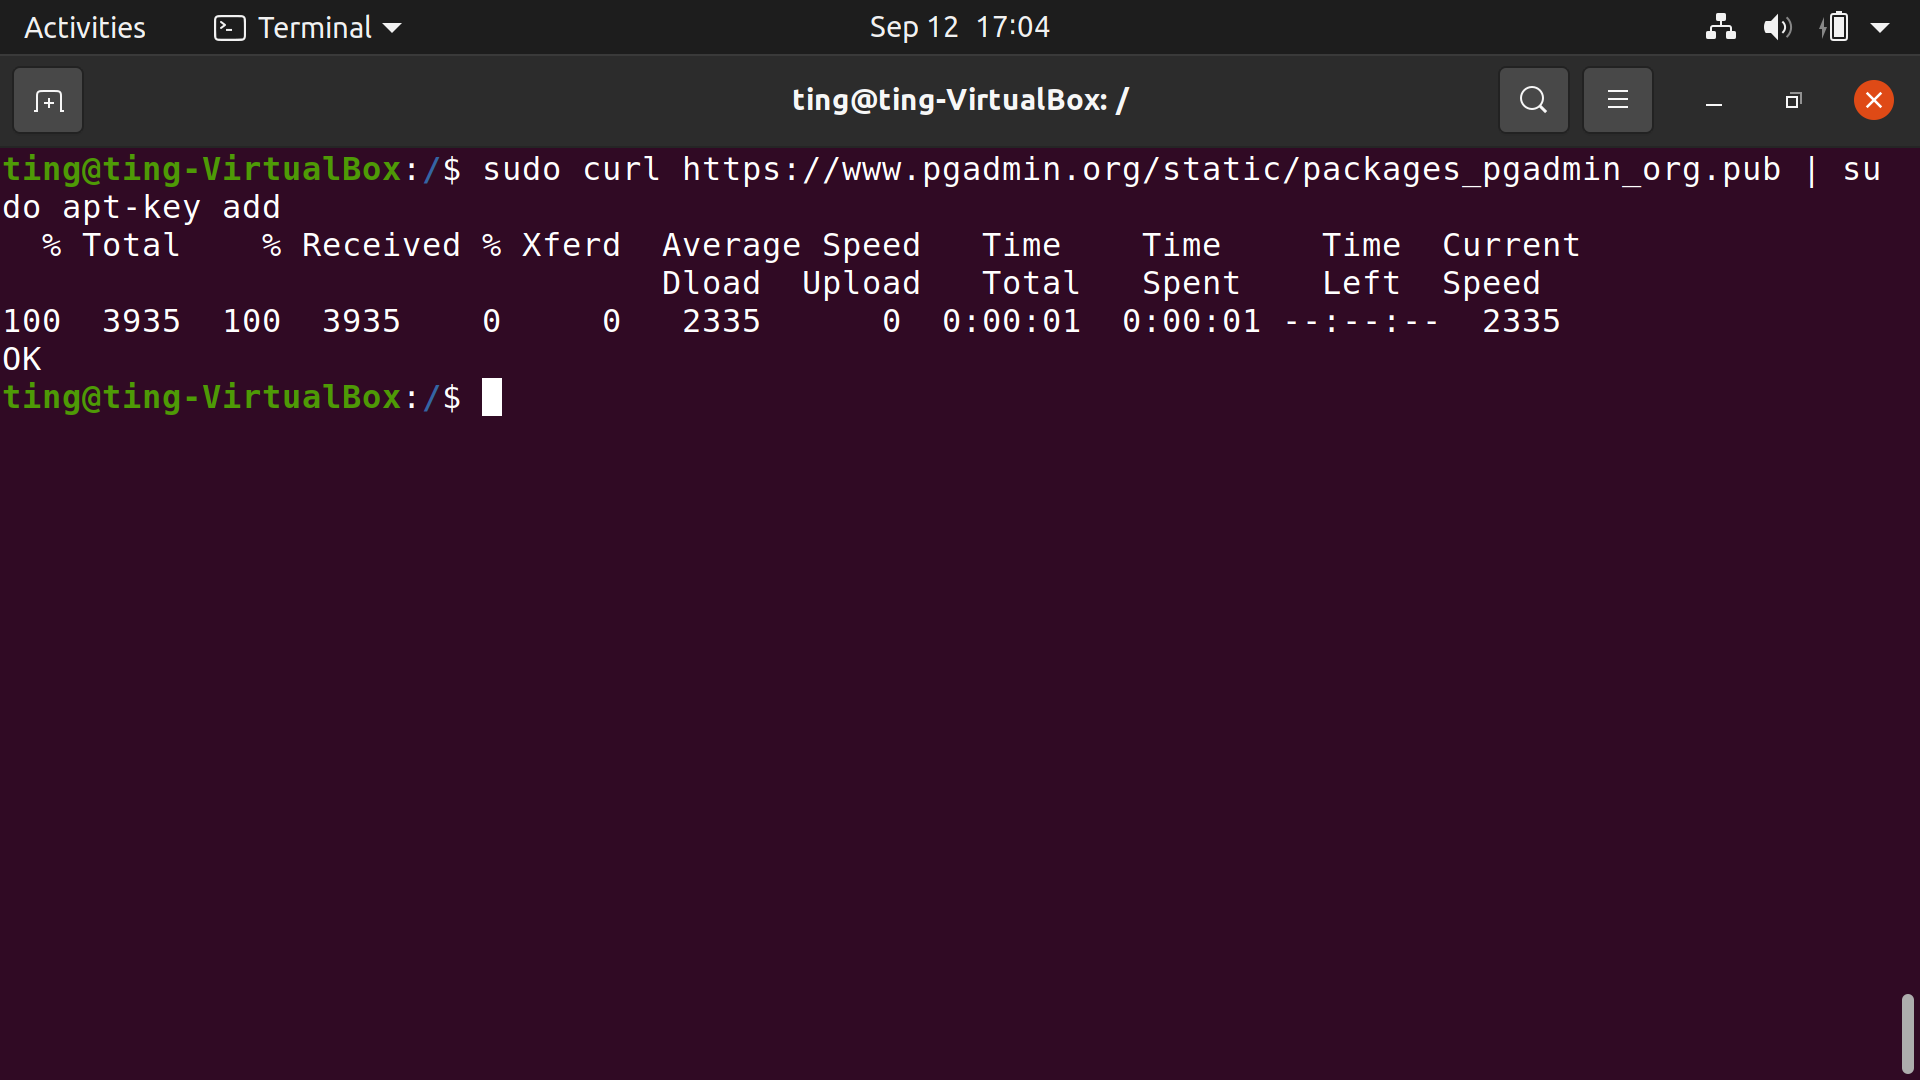 Activities Terminal Sep 12 17:04
ting@ting-VirtualBox: /
ting@ting-VirtualBox:/$ sudo curl https://www.pgadmin.org/static/packages_pgadmin_org.pub | su
do apt-key add
  % Total    % Received % Xferd  Average Speed   Time    Time     Time  Current
                                 Dload  Upload   Total   Spent    Left  Speed
100  3935  100  3935    0     0   2335      0  0:00:01  0:00:01 --:--:--  2335
OK
ting@ting-VirtualBox:/$